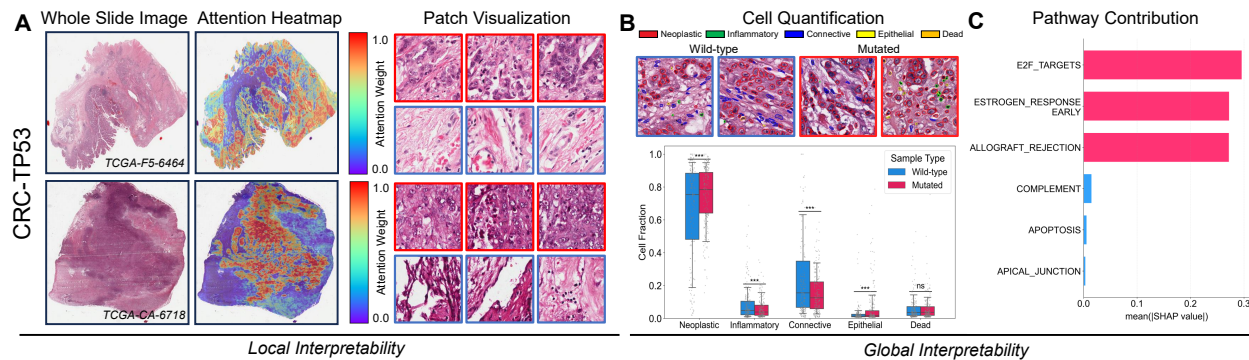 A
Whole Slide Image
Attention Heatmap
Patch Visualization
CRC-TP53
TCGA-F5-6464
1.0
Attention Weight
0.0
TCGA-CA-6718
1.0
Attention Weight
0.0
Local Interpretability
B
Cell Quantification
Neoplastic
Inflammatory
Connective
Epithelial
Dead
Wild-type
Mutated
Cell Fraction
1.0
0.8
0.6
0.4
0.2
0.0
***
***
***
***
ns
Sample Type
Wild-type
Mutated
Neoplastic
Inflammatory
Connective
Epithelial
Dead
C
Pathway Contribution
E2F_TARGETS
ESTROGEN_RESPONSE
EARLY
ALLOGRAFT_REJECTION
COMPLEMENT
APOPTOSIS
APICAL_JUNCTION
0.0
0.1
0.2
0.3
mean(|SHAP value|)
Global Interpretability